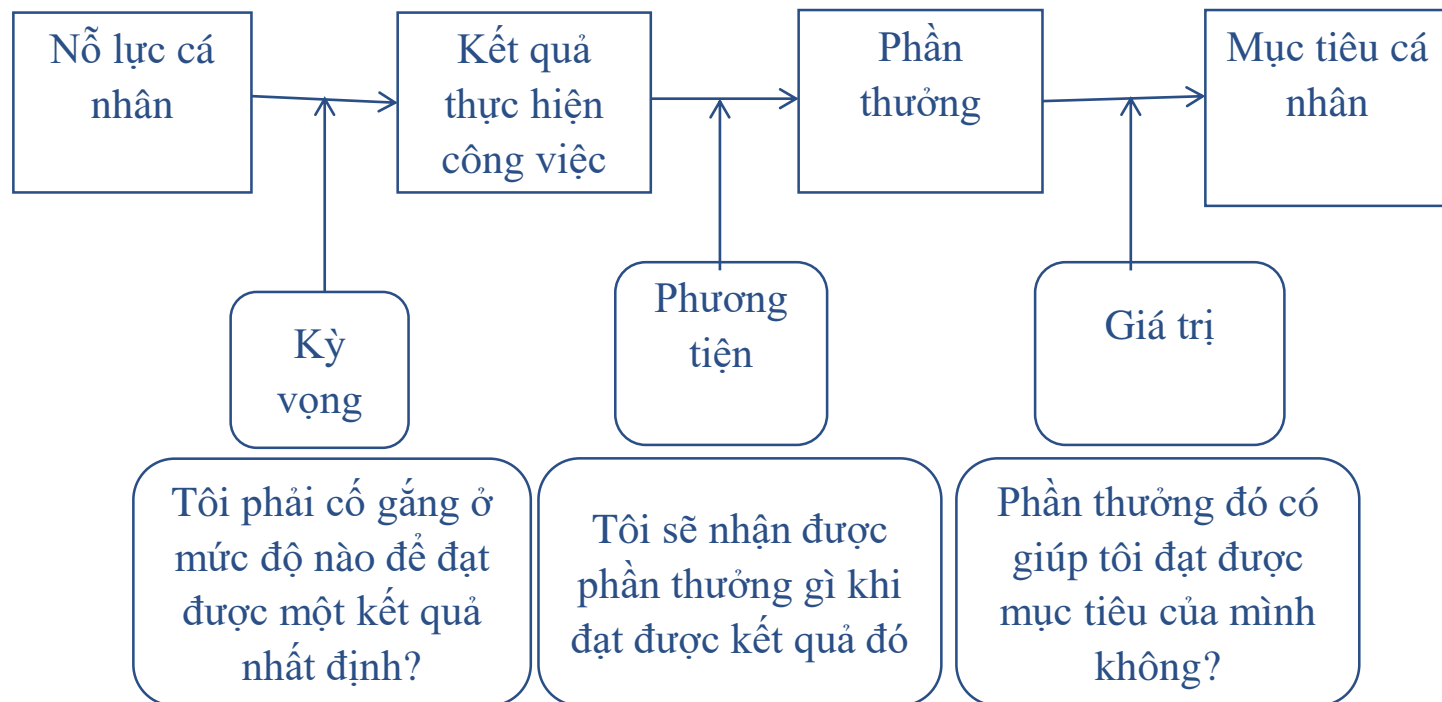 Nỗ lực cá
nhân
Kết quả
thực hiện
công việc
Phần
thưởng
Mục tiêu cá
nhân
Kỳ
vọng
Phương
tiện
Giá trị
Tôi phải cố gắng ở
mức độ nào để đạt
được một kết quả
nhất định?
Tôi sẽ nhận được
phần thưởng gì khi
đạt được kết quả đó
Phần thưởng đó có
giúp tôi đạt được
mục tiêu của mình
không?